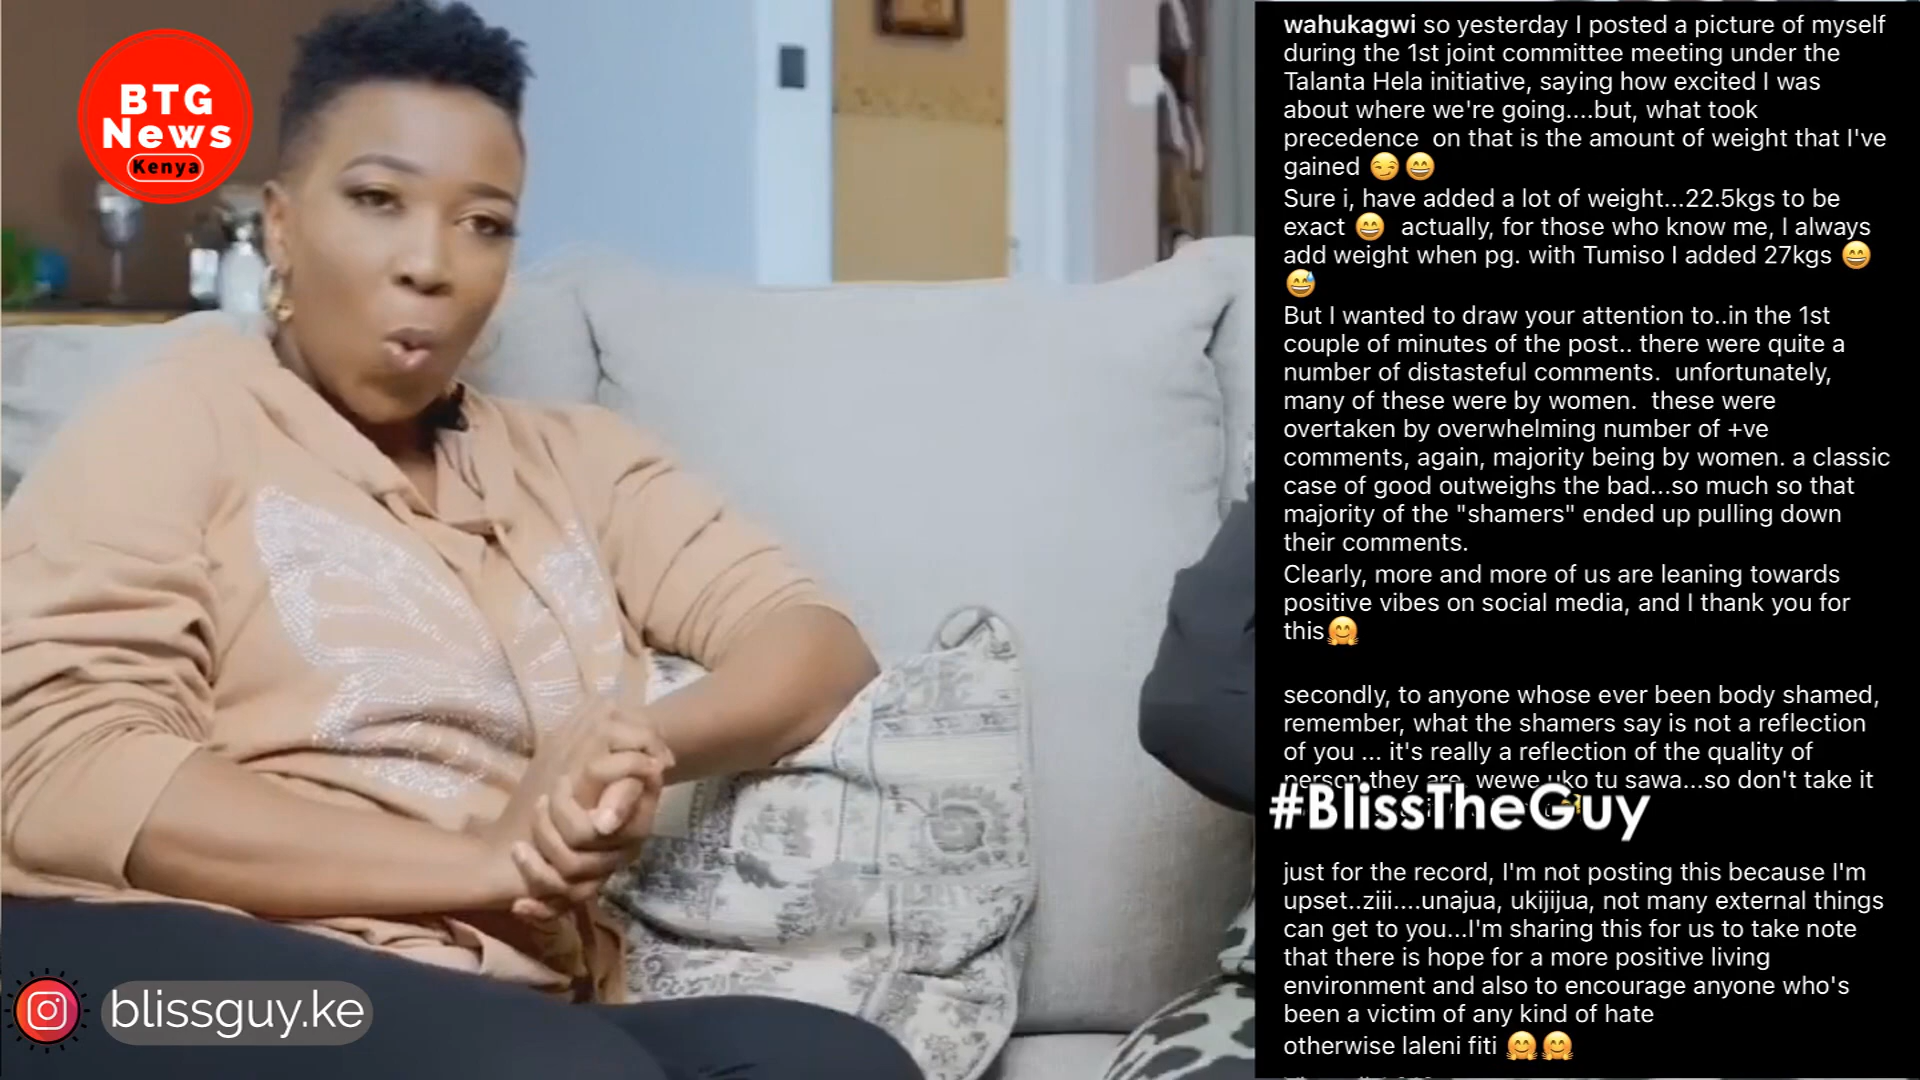 BTG
News
Kenya
wahukagwi so yesterday I posted a picture of myself
during the 1st joint committee meeting under the
Talanta Hela initiative, saying how excited I was
about where we're going....but, what took
precedence  on that is the amount of weight that I've
gained 😏😄
Sure i, have added a lot of weight...22.5kgs to be
exact 😄  actually, for those who know me, I always
add weight when pg. with Tumiso I added 27kgs 😄
😅
But I wanted to draw your attention to..in the 1st
couple of minutes of the post.. there were quite a
number of distasteful comments.  unfortunately,
many of these were by women.  these were
overtaken by overwhelming number of +ve
comments, again, majority being by women. a classic
case of good outweighs the bad...so much so that
majority of the "shamers" ended up pulling down
their comments.
Clearly, more and more of us are leaning towards
positive vibes on social media, and I thank you for
this🤗
secondly, to anyone whose ever been body shamed,
remember, what the shamers say is not a reflection
of you ... it's really a reflection of the quality of
person they are. wewe uko tu sawa...so don't take it
#BlissTheGuy
just for the record, I'm not posting this because I'm
upset..ziii....unajua, ukijijua, not many external things
can get to you...I'm sharing this for us to take note
that there is hope for a more positive living
environment and also to encourage anyone who's
been a victim of any kind of hate
otherwise laleni fiti 🤗🤗
blissguy.ke